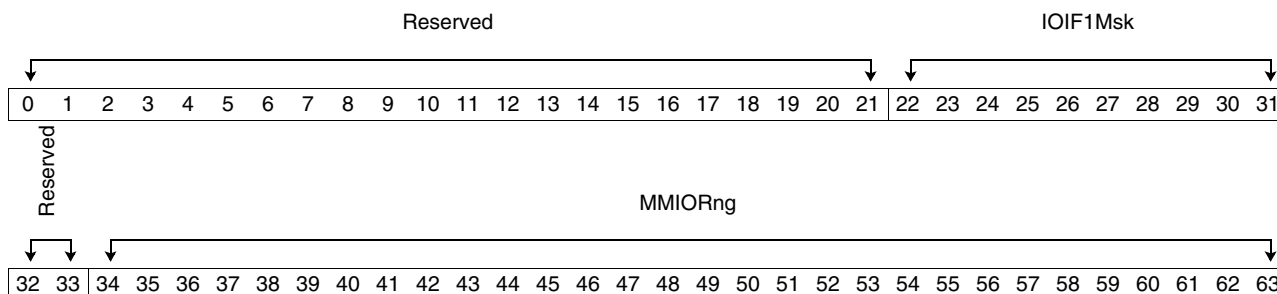 Reserved IOIF1Msk
0 1 2 3 4 5 6 7 8 9 10 11 12 13 14 15 16 17 18 19 20 21 22 23 24 25 26 27 28 29 30 31
Reserved
MMIORng
32 33 34 35 36 37 38 39 40 41 42 43 44 45 46 47 48 49 50 51 52 53 54 55 56 57 58 59 60 61 62 63